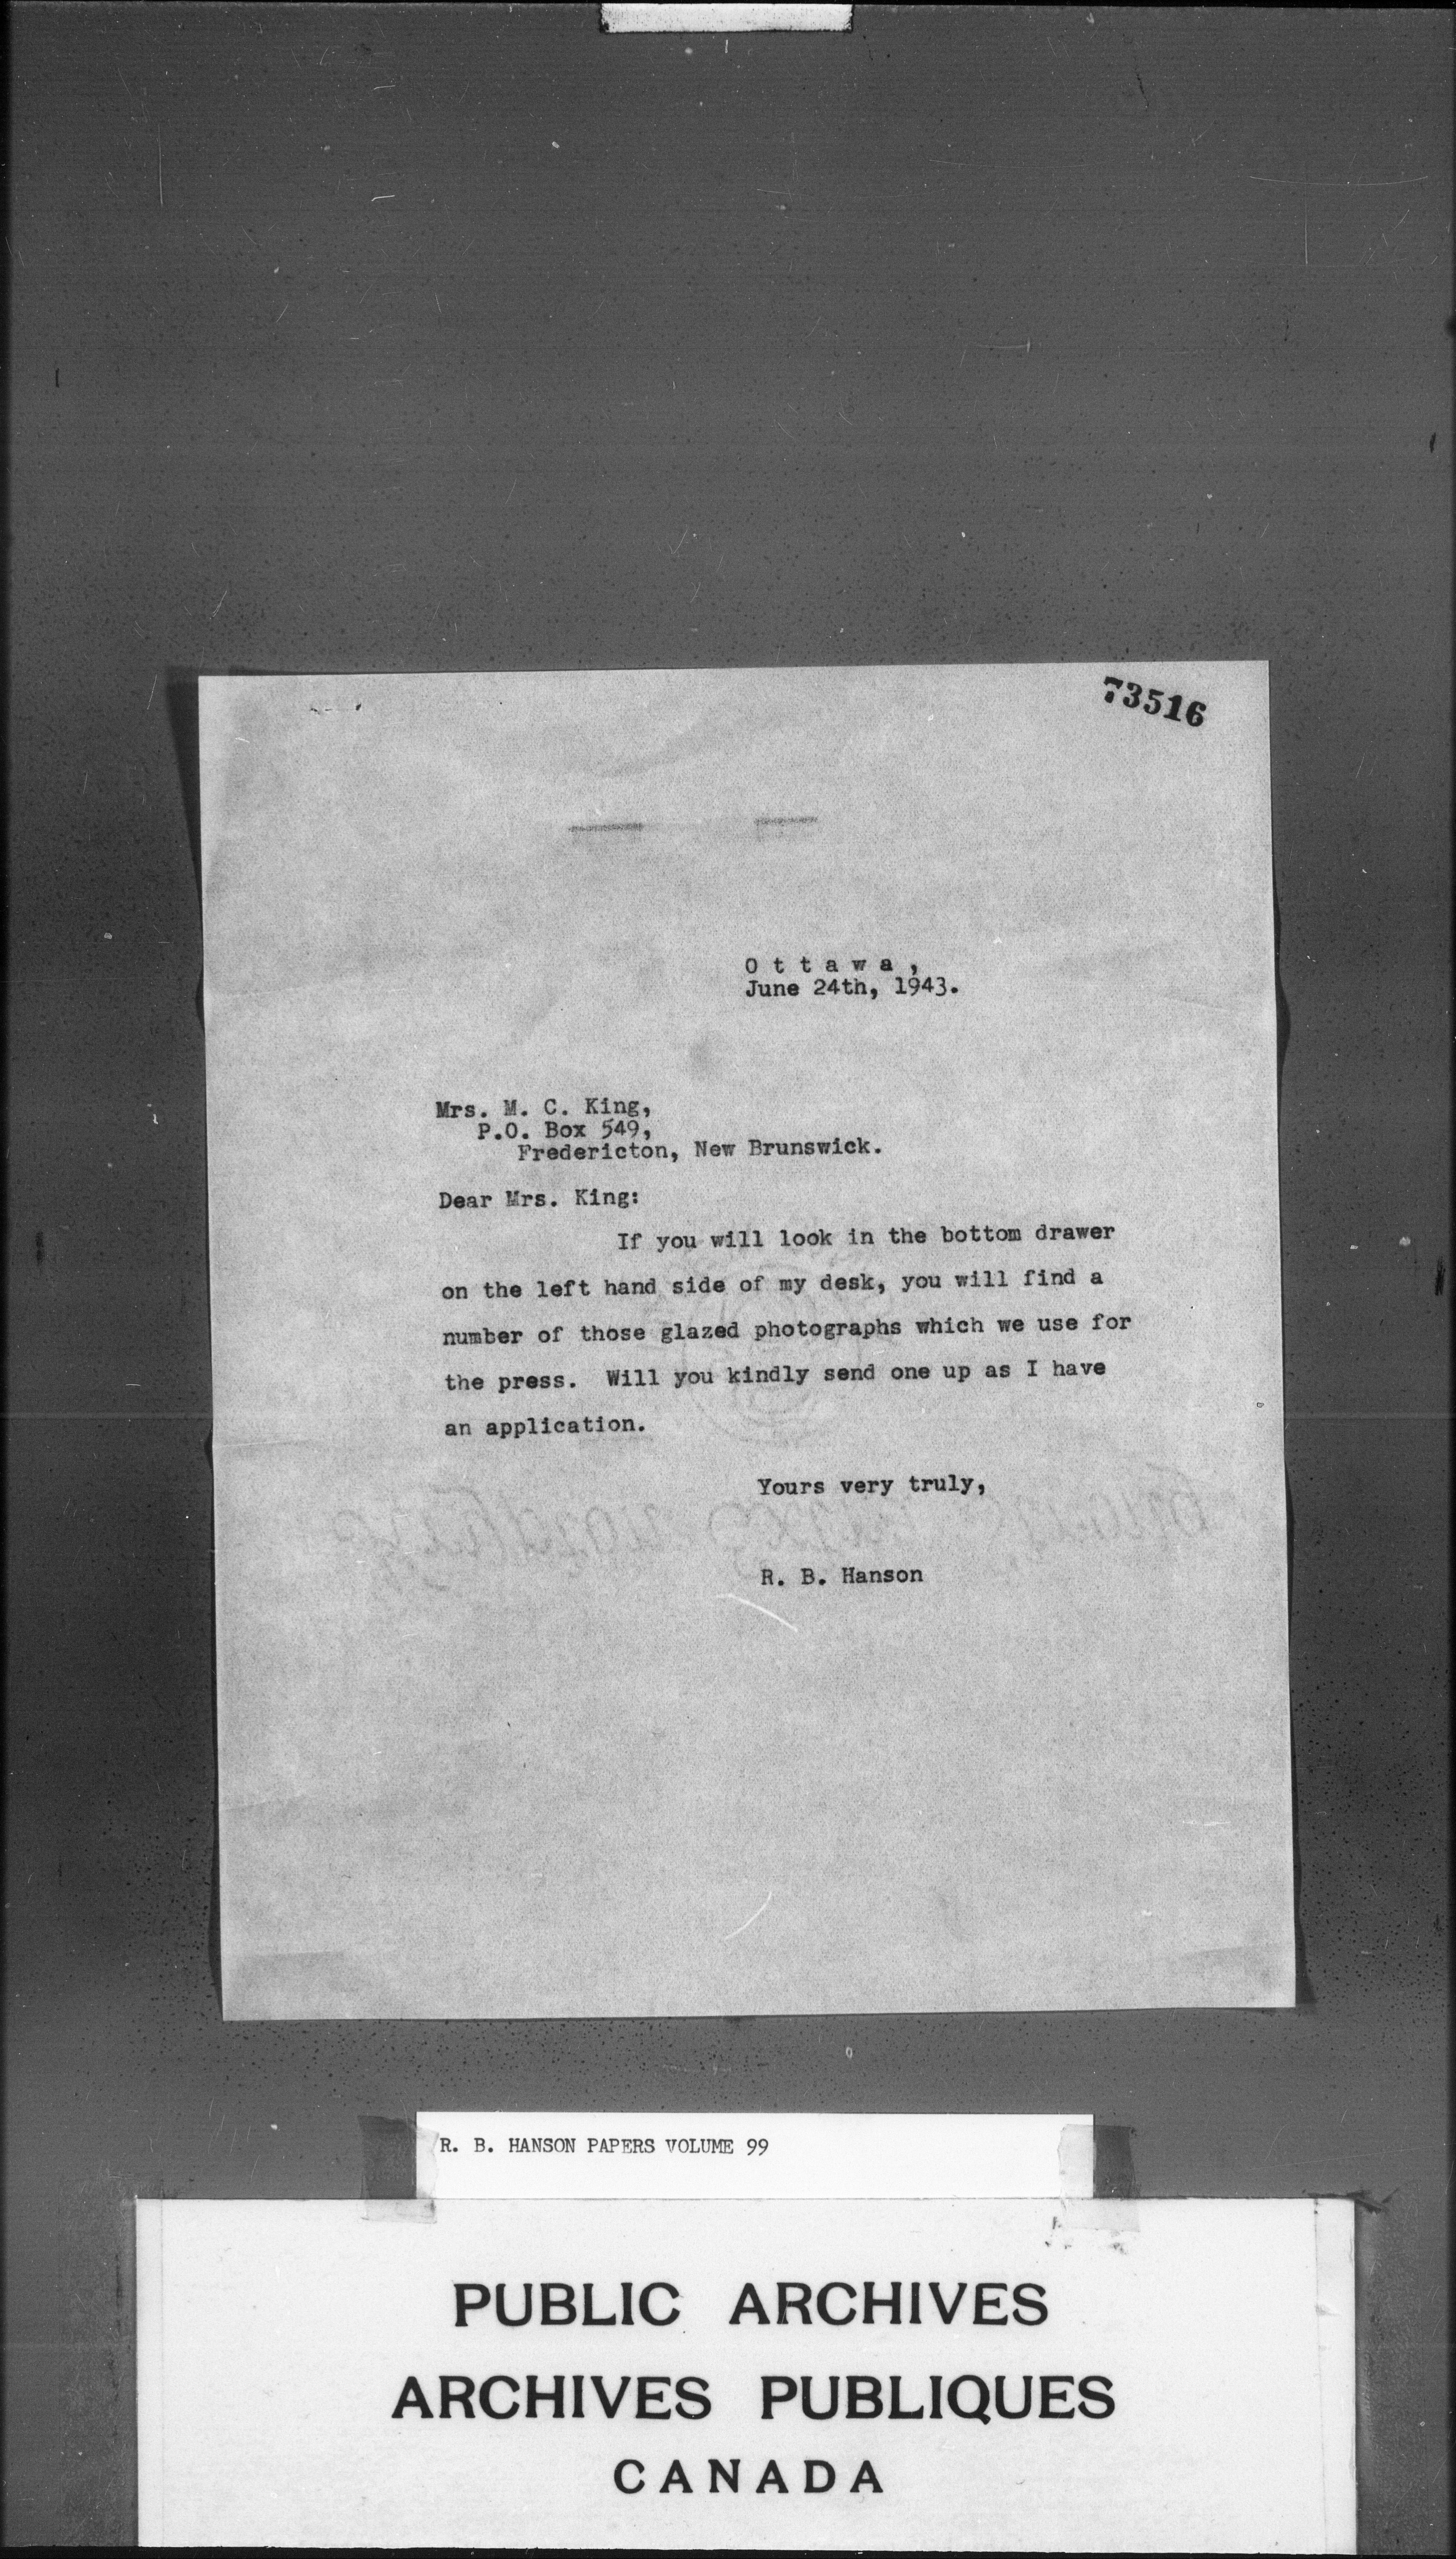 73516
O t t a w a ,
June 24th, 1943.
Mrs. M. C. King,
P.O. Box 549,
Fredericton, New Brunswick.
Dear Mrs. King:
If you will look in the bottom drawer
on the left hand side of my desk, you will find a
number of those glazed photographs which we use for
the press. Will you kindly send one up as I have
an application.
Yours very truly,
R. B. Hanson
R. B. HANSON PAPERS VOLUME 99
PUBLIC ARCHIVES
ARCHIVES PUBLIQUES
CANADA